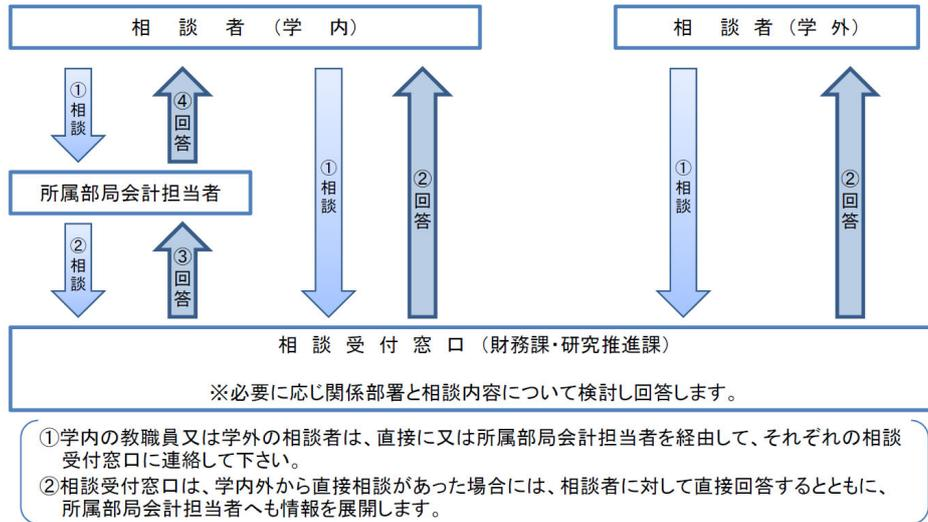 相談者（学内）
相談者（学外）
①相談
④回答
①相談
②回答
①相談
②回答
所属部局会計担当者
②相談
③回答
相談受付窓口（財務課・研究推進課）
※必要に応じ関係部署と相談内容について検討し回答します。
①学内の教職員又は学外の相談者は、直接に又は所属部局会計担当者を経由して、それぞれの相談
受付窓口に連絡して下さい。
②相談受付窓口は、学内外から直接相談があった場合には、相談者に対して直接回答するとともに、
所属部局会計担当者へも情報を展開します。